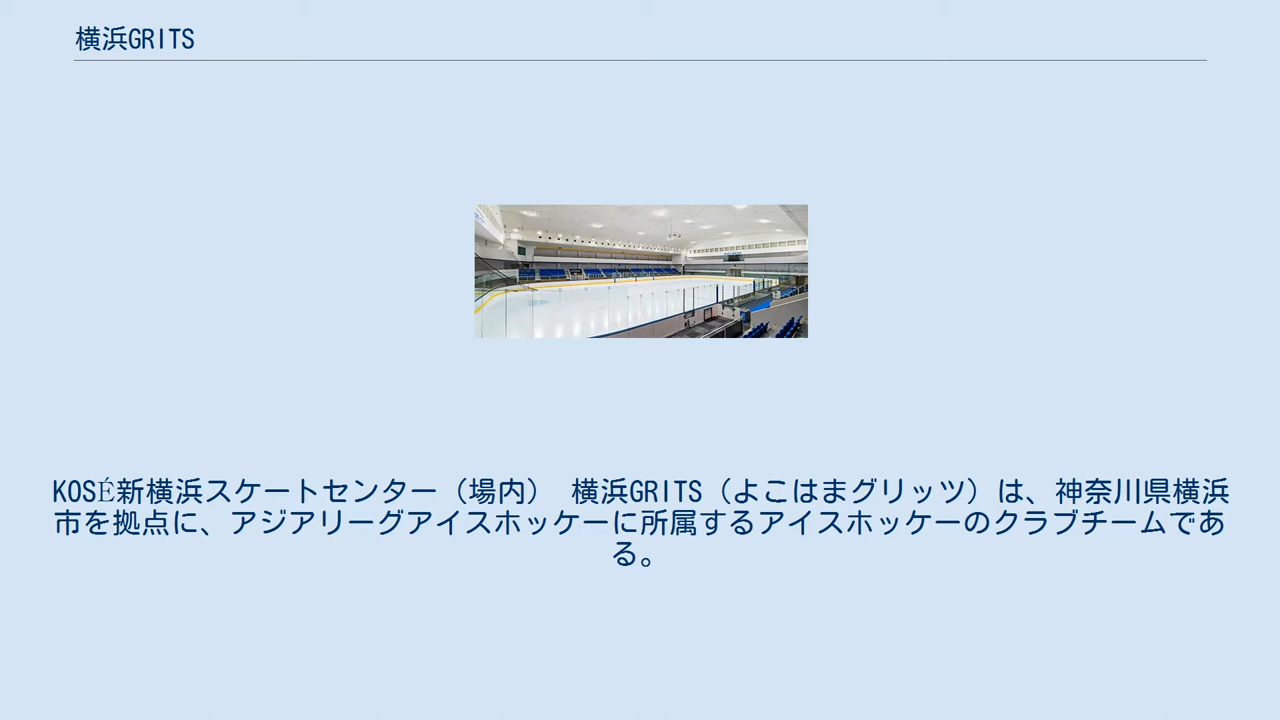 横浜GRITS
KOSÉ新横浜スケートセンター（場内） 横浜GRITS（よこはまグリッツ）は、神奈川県横浜
市を拠点に、アジアリーグアイスホッケーに所属するアイスホッケーのクラブチームであ
る。